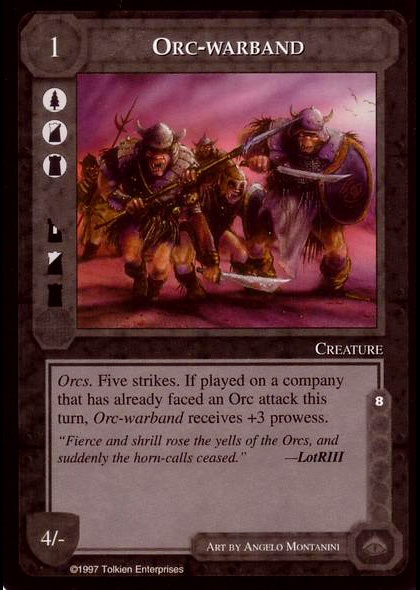 1
ORC-WARBAND
CREATURE
Orcs. Five strikes. If played on a company
that has already faced an Orc attack this
turn, Orc-warband receives +3 prowess.
8
“Fierce and shrill rose the yells of the Orcs, and
suddenly the horn-calls ceased.” —LotRIII
4/-
ART BY ANGELO MONTANINI
©1997 Tolkien Enterprises